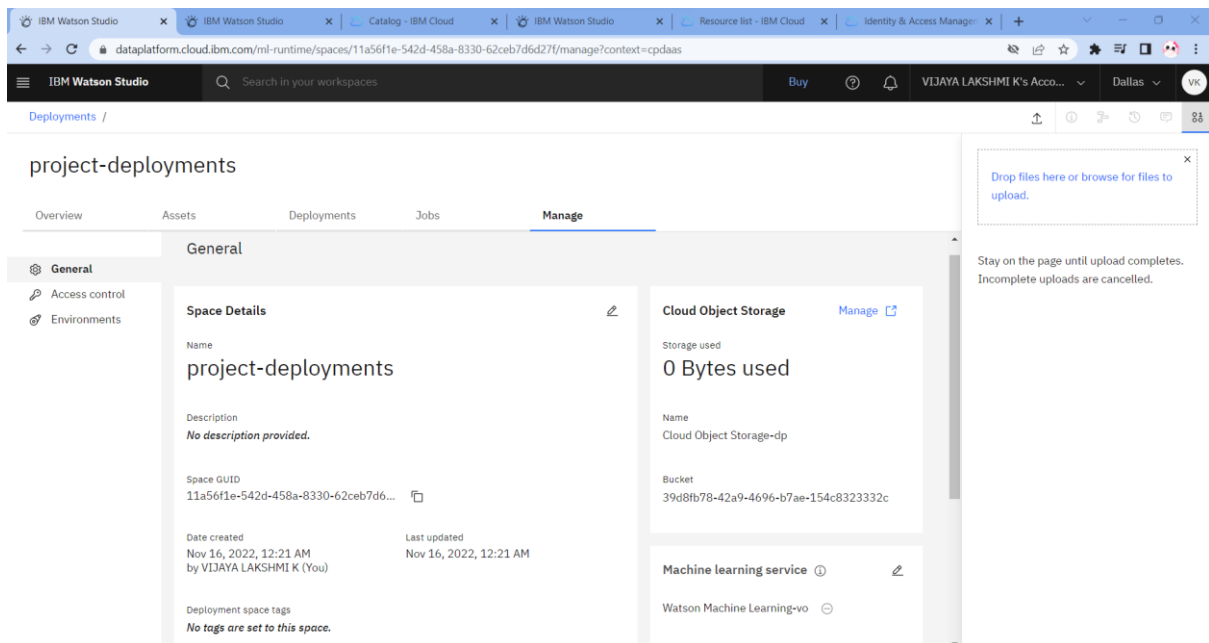 IBM Watson Studio
IBM Watson Studio
Catalog - IBM Cloud
IBM Watson Studio
Resource list - IBM Cloud
Identity & Access Manage
dataplatform.cloud.ibm.com/ml-runtime/spaces/11a56f1e-542d-458a-8330-62ceb7d6d27f/manage?context=cpdaas
IBM Watson Studio
Search in your workspaces
Buy
VIJAYA LAKSHMI K's Acco...
Dallas
VK
Deployments /
project-deployments
Overview
Assets
Deployments
Jobs
Manage
General
Access control
Environments
General
Space Details
Name
project-deployments
Description
No description provided.
Space GUID
11a56f1e-542d-458a-8330-62ceb7d6...
Date created
Nov 16, 2022, 12:21 AM
by VIJAYA LAKSHMI K (You)
Last updated
Nov 16, 2022, 12:21 AM
Deployment space tags
No tags are set to this space.
Cloud Object Storage
Manage
Storage used
0 Bytes used
Name
Cloud Object Storage-dp
Bucket
39d8fb78-42a9-4696-b7ae-154c8323332c
Machine learning service
Watson Machine Learning-vo
Drop files here or browse for files to
upload.
Stay on the page until upload completes.
Incomplete uploads are cancelled.